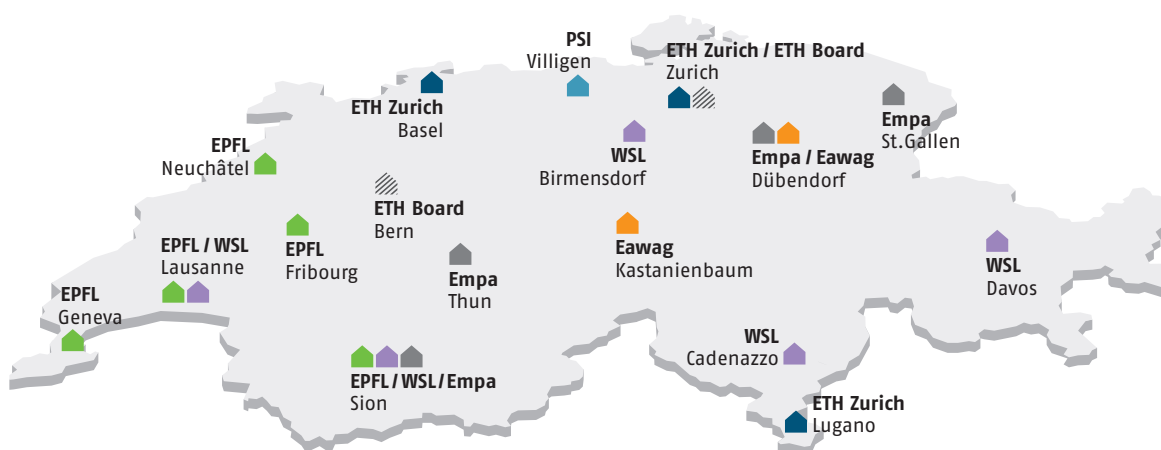 PSI
Villigen
ETH Zurich / ETH Board
Zurich
ETH Zurich
Basel
Empa
St.Gallen
EPFL
Neuchâtel
WSL
Birmensdorf
Empa / Eawag
Dübendorf
ETH Board
Bern
EPFL / WSL
Lausanne
EPFL
Fribourg
Empa
Thun
Eawag
Kastanienbaum
WSL
Davos
EPFL
Geneva
WSL
Cadenazzo
EPFL / WSL / Empa
Sion
ETH Zurich
Lugano